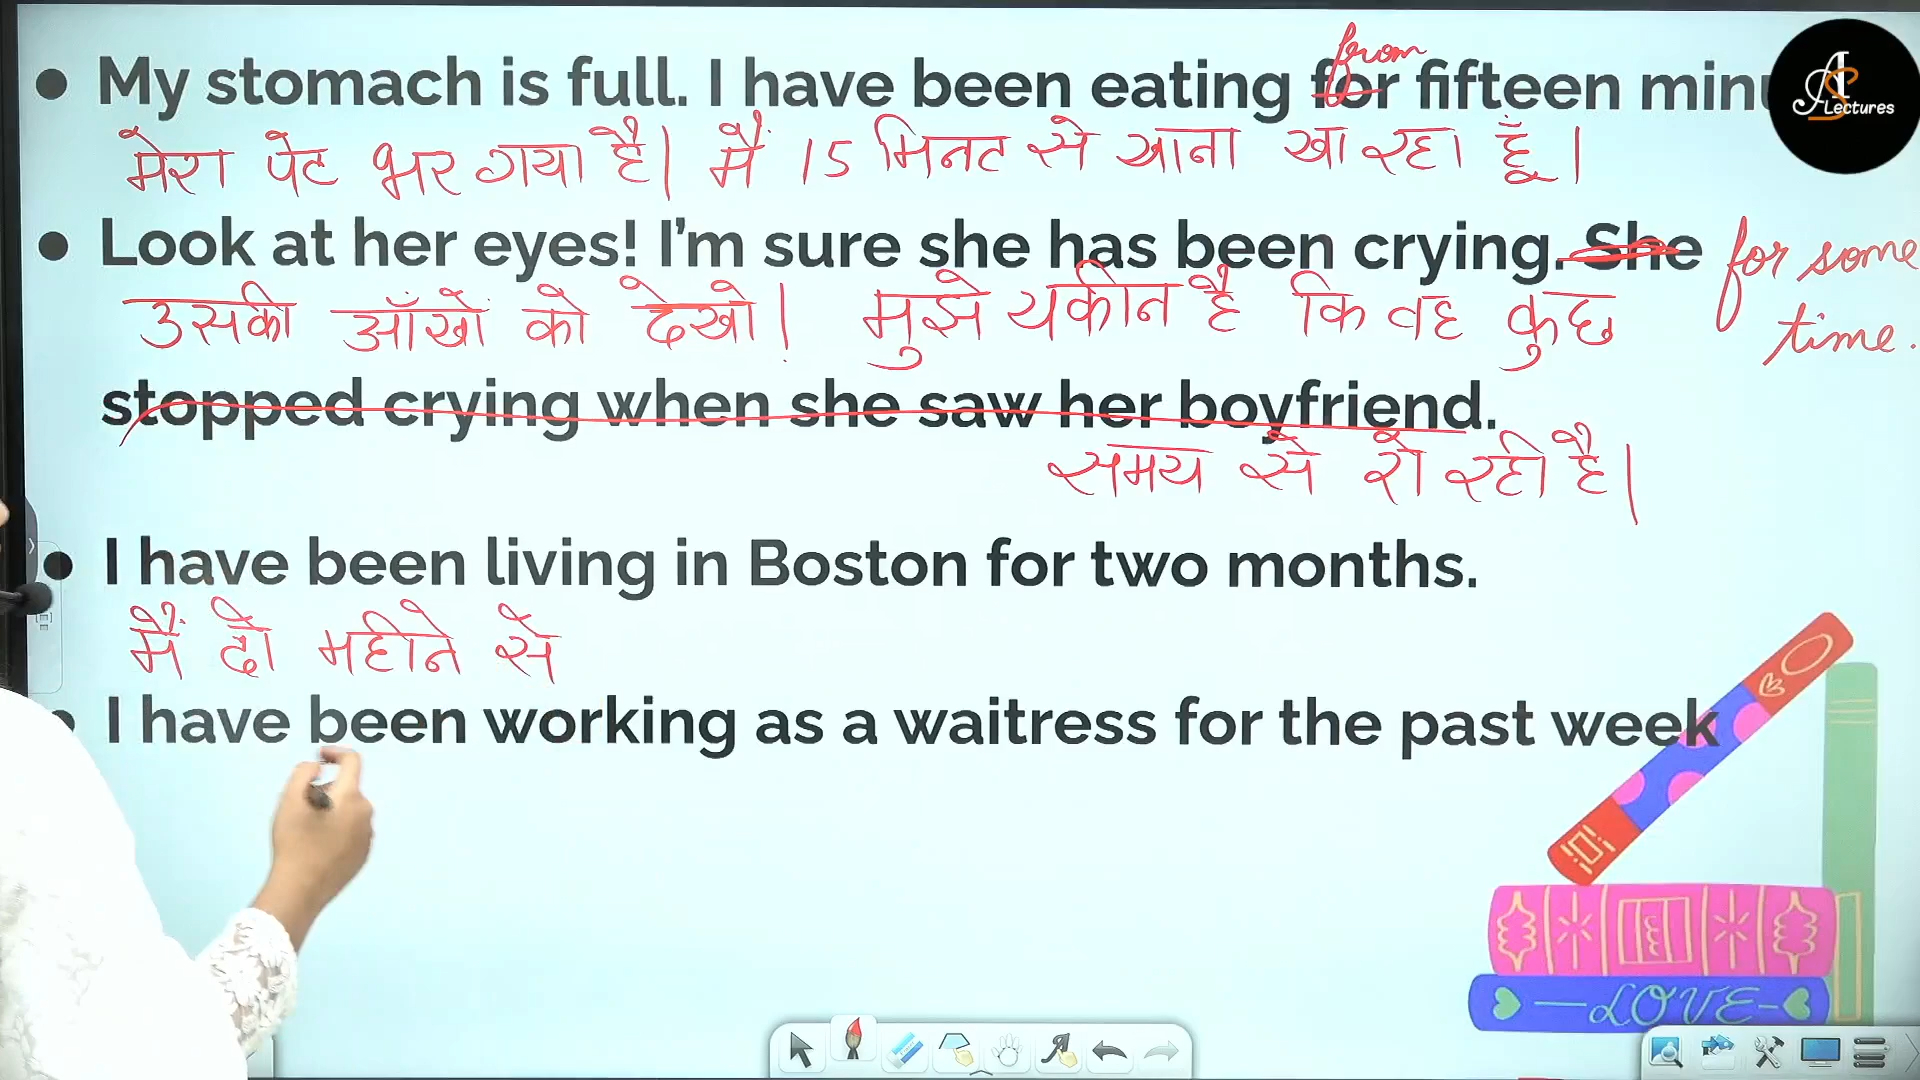 from
• My stomach is full. I have been eating for fifteen minu
मेरा पेट भर गया है। मैं 15 मिनट से खाना खा रहा हूँ।
• Look at her eyes! I'm sure she has been crying. She for some
उसकी आँखों को देखो! मुझे यकीन है कि वह कुछ time.
stopped crying when she saw her boyfriend.
समय से रो रही है।
• I have been living in Boston for two months.
मैं दो महीने से
• I have been working as a waitress for the past week
AS Lectures
LOVE